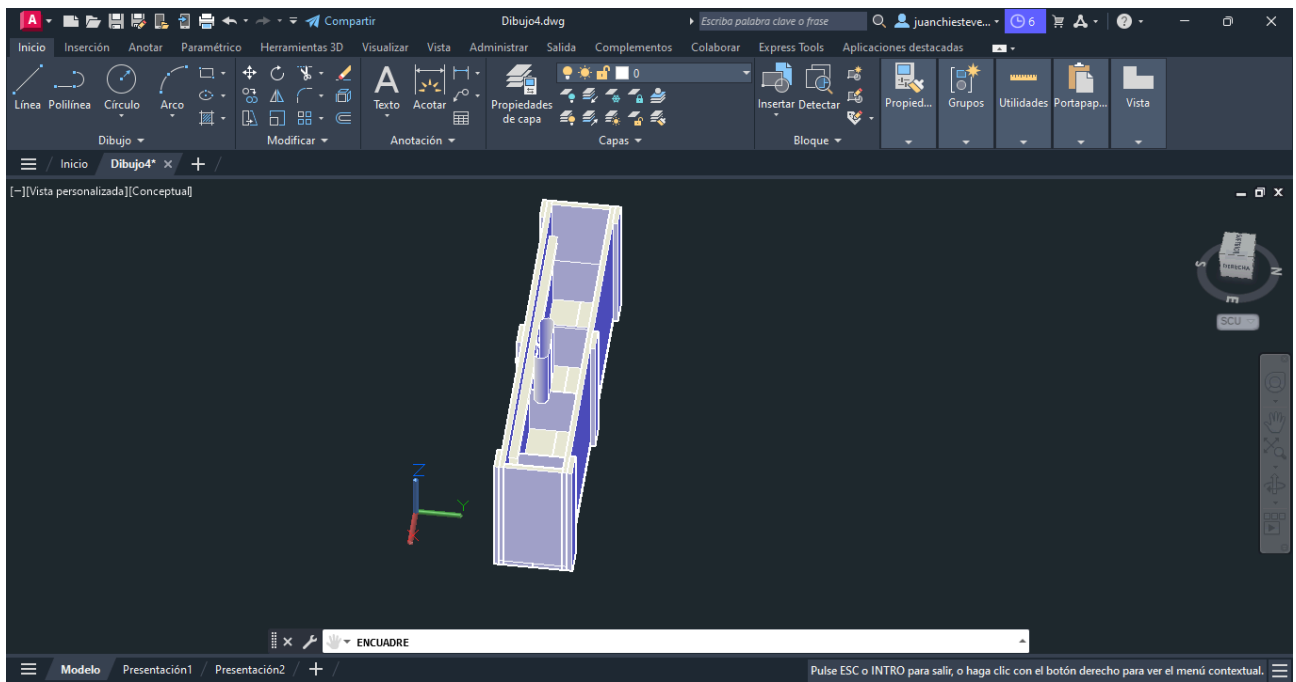 A Compartir Dibujo4.dwg Escriba palabra clave o frase juanchiesteve... 6
Inicio Inserción Anotar Paramétrico Herramientas 3D Visualizar Vista Administrar Salida Complementos Colaborar Express Tools Aplicaciones destacadas
0
Línea Polilínea Círculo Arco Texto Acotar Propiedades de capa Insertar Detectar Propied... Grupos Utilidades Portapap... Vista
Dibujo Modificar Anotación Capas Bloque
Inicio Dibujo4* ×
[−][Vista personalizada][Conceptual]
S N
DERECHA
E
SCU
Z
Y
X
ENCUADRE
Modelo Presentación1 Presentación2 Pulse ESC o INTRO para salir, o haga clic con el botón derecho para ver el menú contextual.